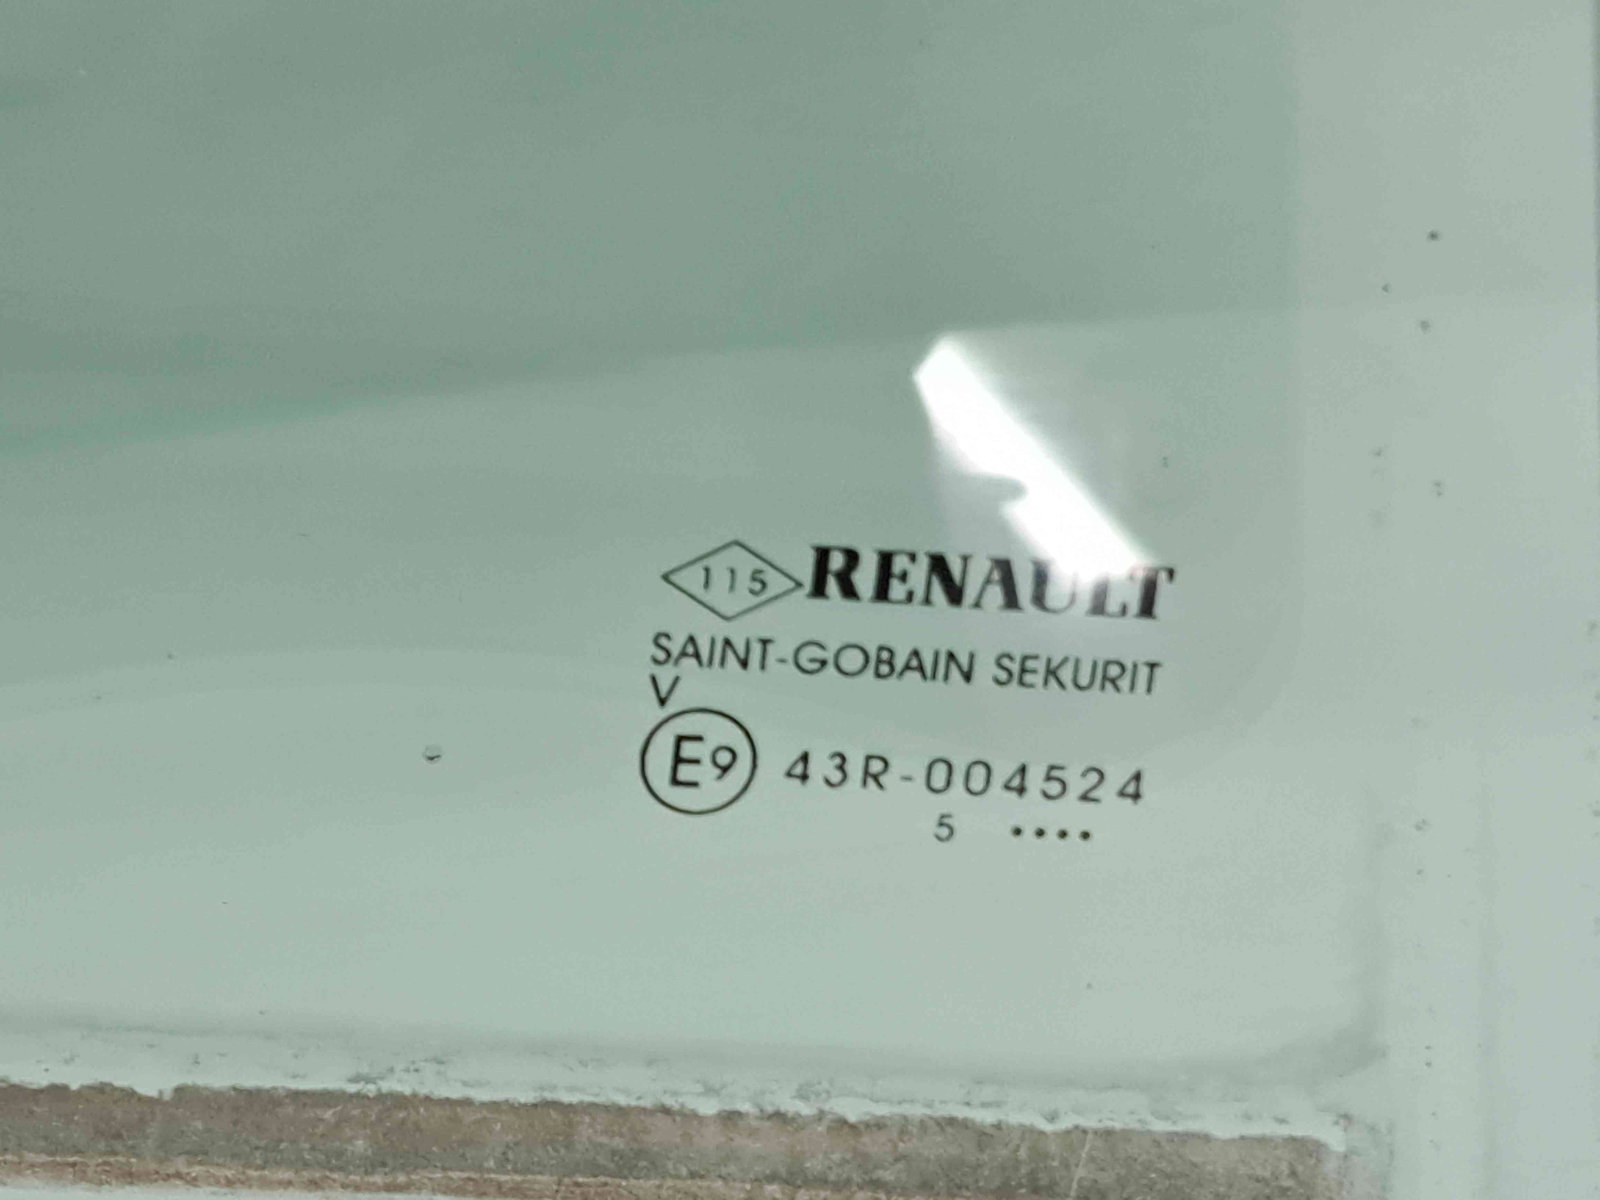 115 RENAULT
SAINT-GOBAIN SEKURIT
V
E9 43R-004524
5 ••••